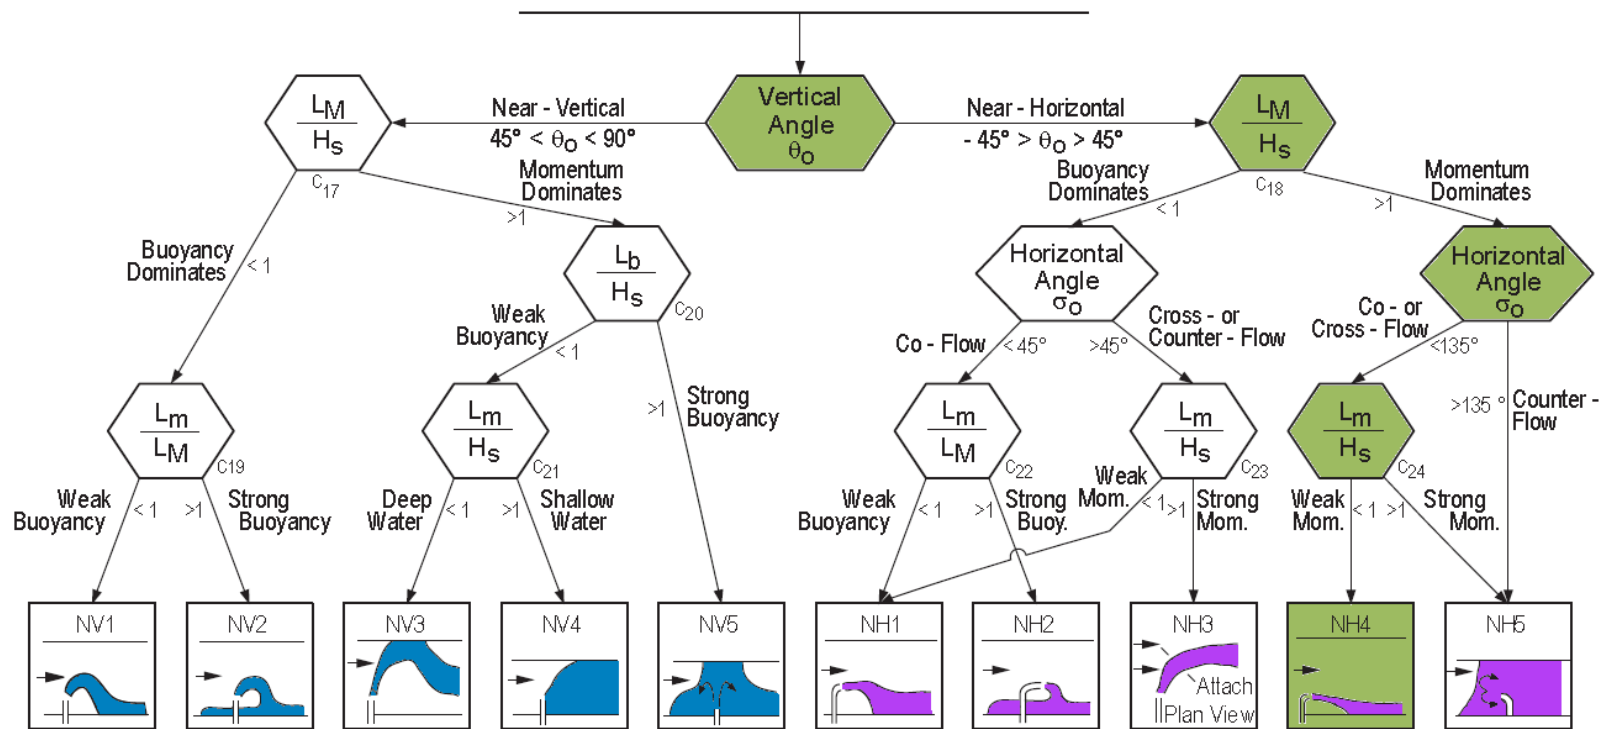 Vertical
Angle
θo
Near - Vertical
45° < θo < 90°
Near - Horizontal
- 45° > θo > 45°
LM
Hs
C17
Buoyancy
Dominates
< 1
Momentum
Dominates
>1
LM
Hs
C18
Buoyancy
Dominates
< 1
Momentum
Dominates
>1
Lb
Hs
C20
Weak
Buoyancy
< 1
Strong
Buoyancy
>1
Horizontal
Angle
σo
Co - Flow
< 45°
>45°
Cross - or
Counter - Flow
Horizontal
Angle
σo
Co - or
Cross - Flow
<135°
>135 °
Counter -
Flow
Lm
LM
C19
Weak
Buoyancy
< 1
>1
Strong
Buoyancy
Lm
Hs
C21
Deep
Water
< 1
>1
Shallow
Water
Lm
LM
C22
Weak
Buoyancy
< 1
>1
Strong
Buoy.
Lm
Hs
C23
Weak
Mom.
< 1
>1
Strong
Mom.
Lm
Hs
C24
Weak
Mom.
< 1
>1
Strong
Mom.
NV1
NV2
NV3
NV4
NV5
NH1
NH2
NH3
Attach
Plan View
NH4
NH5